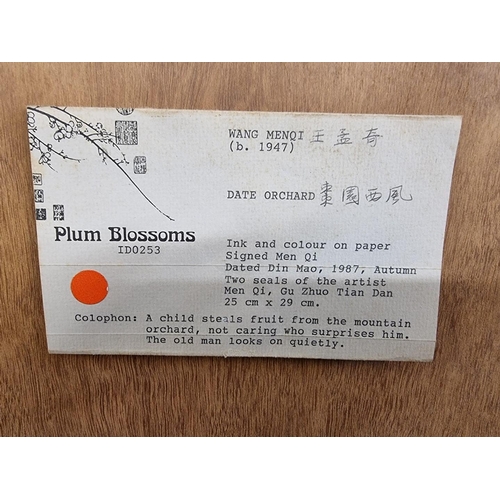 WANG MENQI 王孟奇
(b. 1947)
DATE ORCHARD 棗園西風
Plum Blossoms
ID0253
Ink and colour on paper
Signed Men Qi
Dated Din Mao, 1987, Autumn
Two seals of the artist
Men Qi, Gu Zhuo Tian Dan
25 cm x 29 cm.
Colophon: A child steals fruit from the mountain
orchard, not caring who surprises him.
The old man looks on quietly.